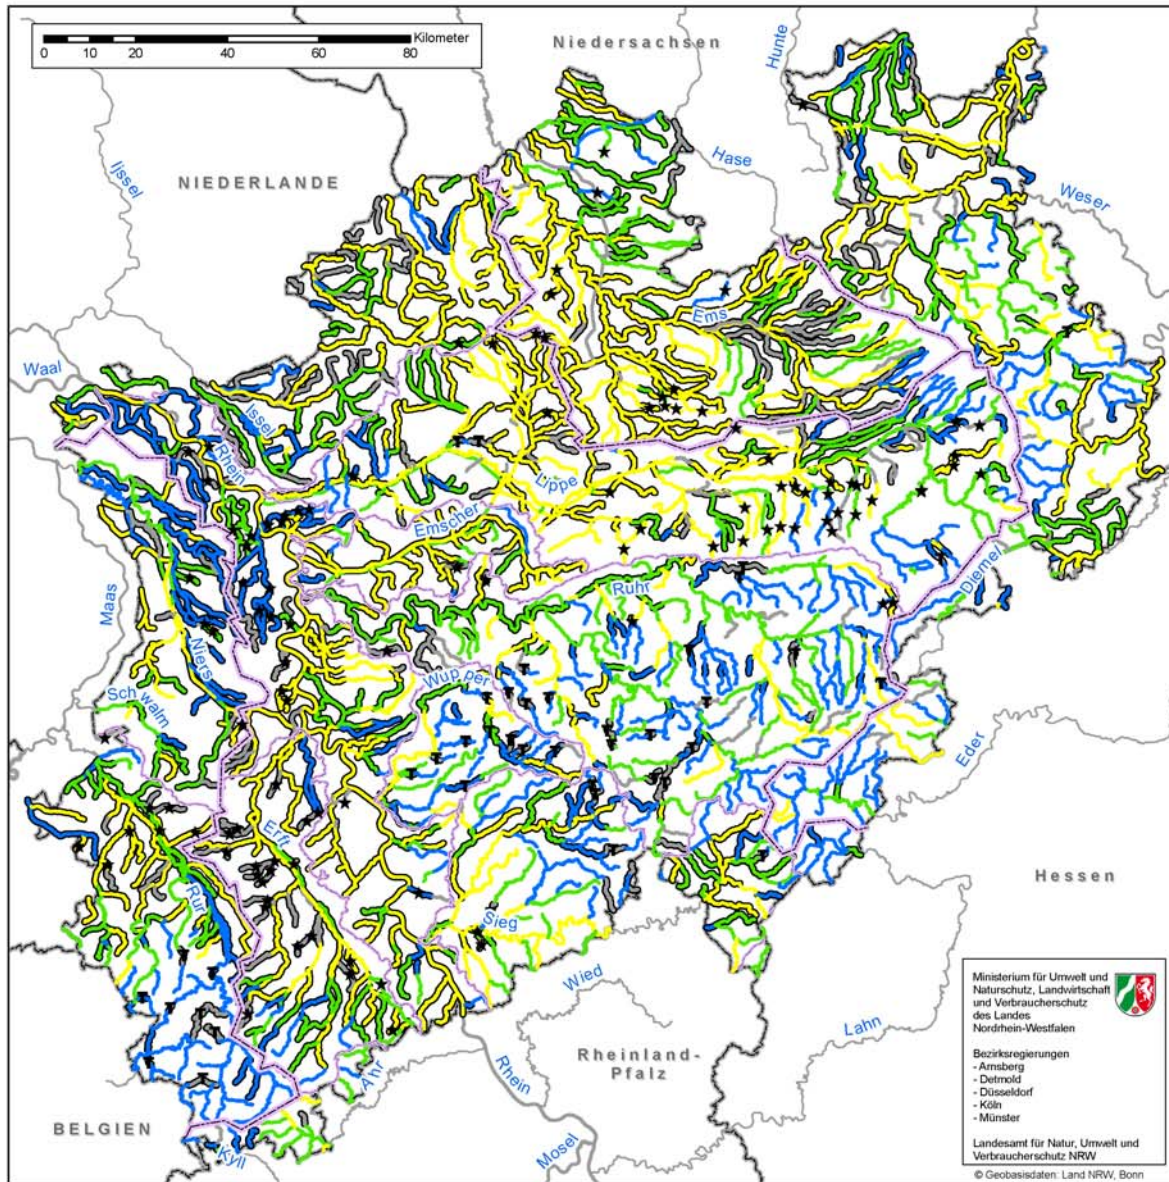 Kilometer
0 10 20 40 60 80
Niedersachsen
Hunte
Ijssel
NIEDERLANDE
Hase
Weser
Ems
Waal
Issel
Rhein
Lippe
Emscher
Maas
Ruhr
Diemel
Niers
Wupper
Schwalm
Eder
Erft
Hessen
Rur
Sieg
Wied
Lahn
Rheinland-
Pfalz
Rhein
Ahr
BELGIEN
Kyll
Mosel
Ministerium für Umwelt und
Naturschutz, Landwirtschaft
und Verbraucherschutz
des Landes
Nordrhein-Westfalen
Bezirksregierungen
- Arnsberg
- Detmold
- Düsseldorf
- Köln
- Münster
Landesamt für Natur, Umwelt und
Verbraucherschutz NRW
© Geobasisdaten: Land NRW, Bonn